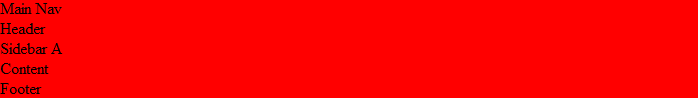 Main Nav
Header
Sidebar A
Content
Footer